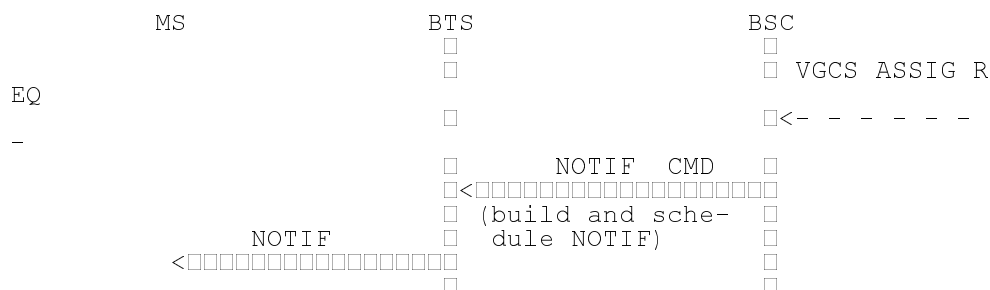 MS BTS BSC
□ □
□ □ VGCS ASSIG R
EQ
□ □<- - - - - -
-
□ NOTIF CMD □
□<□□□□□□□□□□□□□□□□□□□
□ (build and sche- □
NOTIF □ dule NOTIF) □
<□□□□□□□□□□□□□□□□□ □
□ □